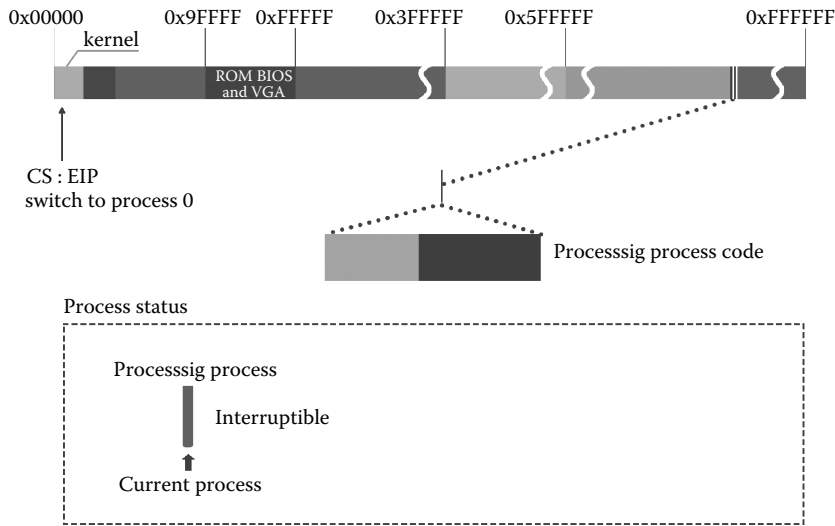 0x00000 0x9FFFF 0xFFFFF 0x3FFFFF 0x5FFFFF 0xFFFFFF
kernel
ROM BIOS
and VGA
CS : EIP
switch to process 0
Processsig process code
Process status
Processsig process
Interruptible
Current process